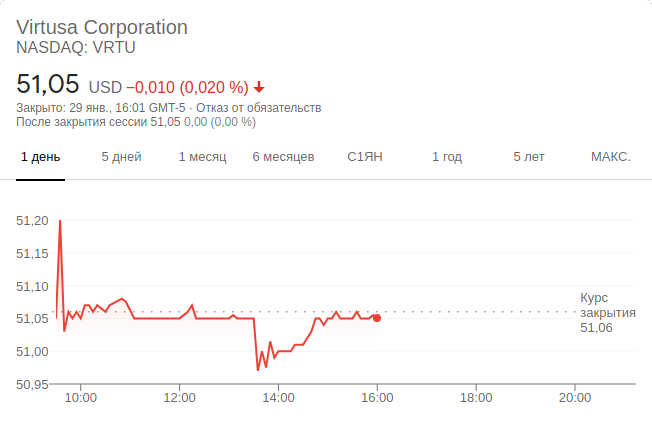 Virtusa Corporation
NASDAQ: VRTU
51,05 USD −0,010 (0,020 %)
Закрыто: 29 янв., 16:01 GMT-5 · Отказ от обязательств
После закрытия сессии 51,05 0,00 (0,00 %)
1 день 5 дней 1 месяц 6 месяцев С1ЯН 1 год 5 лет МАКС.
51,20
51,15
51,10
51,05
51,00
50,95
Курс
закрытия
51,06
10:00 12:00 14:00 16:00 18:00 20:00